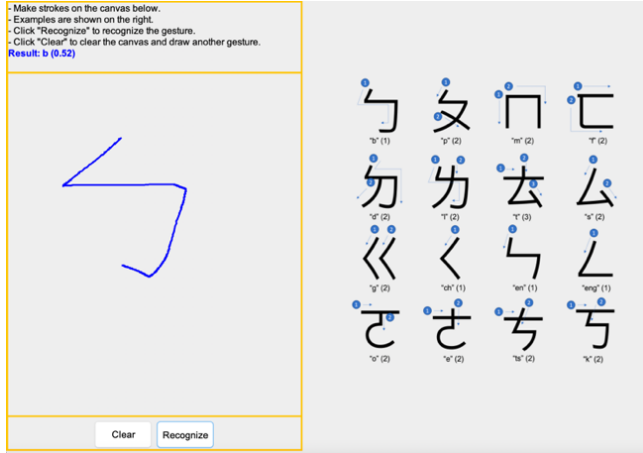 - Make strokes on the canvas below.
- Examples are shown on the right.
- Click "Recognize" to recognize the gesture.
- Click "Clear" to clear the canvas and draw another gesture.
Result: b (0.52)
ㄅ
ㄅ ㄆ ㄇ ㄈ
"b" (1) "p" (2) "m" (2) "f" (2)
ㄉ ㄌ ㄊ ㄙ
"d" (2) "l" (2) "t" (3) "s" (2)
ㄍ ㄑ ㄣ ㄥ
"g" (2) "ch" (1) "en" (1) "eng" (1)
ㄛ ㄜ ㄘ ㄎ
"o" (2) "e" (2) "ts" (2) "k" (2)
Clear Recognize